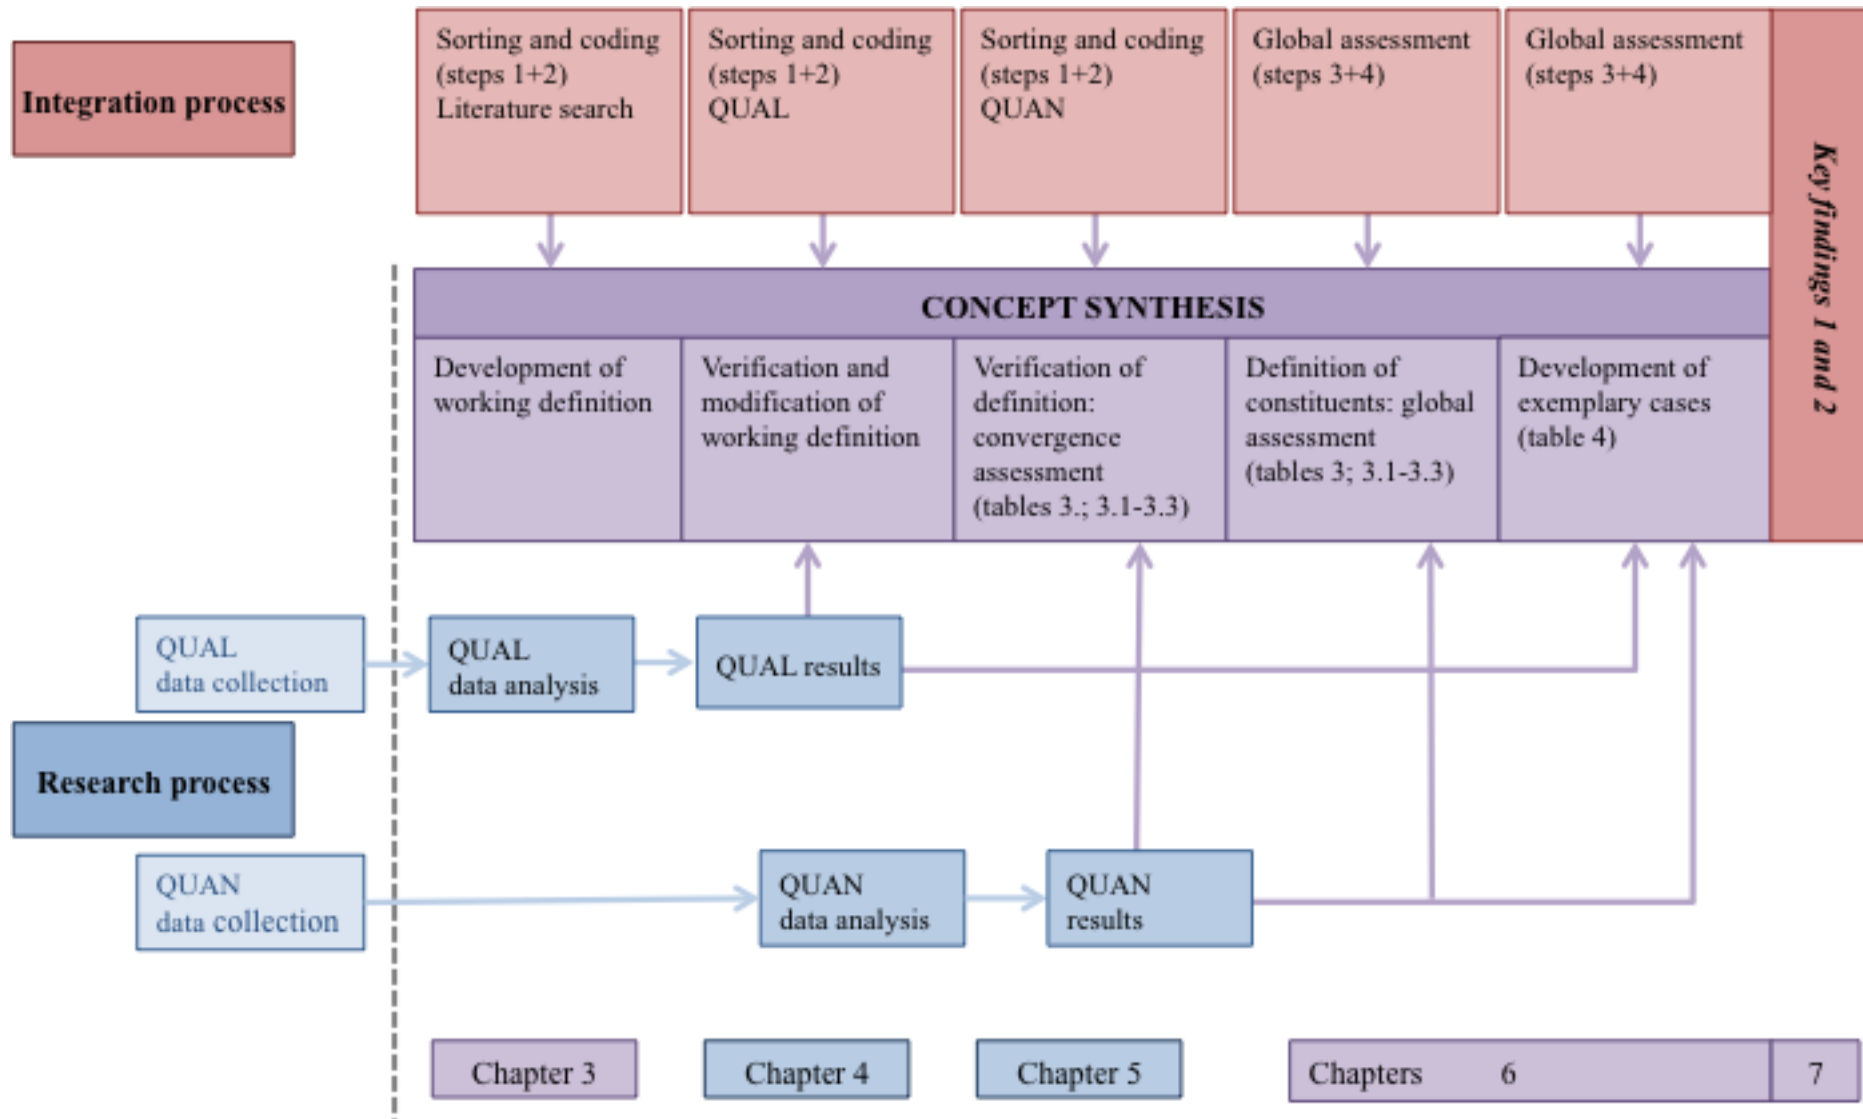 Integration process
Sorting and coding
(steps 1+2)
Literature search
Sorting and coding
(steps 1+2)
QUAL
Sorting and coding
(steps 1+2)
QUAN
Global assessment
(steps 3+4)
Global assessment
(steps 3+4)
Key findings 1 and 2
CONCEPT SYNTHESIS
Development of
working definition
Verification and
modification of
working definition
Verification of
definition:
convergence
assessment
(tables 3.; 3.1-3.3)
Definition of
constituents: global
assessment
(tables 3; 3.1-3.3)
Development of
exemplary cases
(table 4)
QUAL
data collection
QUAL
data analysis
QUAL results
Research process
QUAN
data collection
QUAN
data analysis
QUAN
results
Chapter 3
Chapter 4
Chapter 5
Chapters 6
7